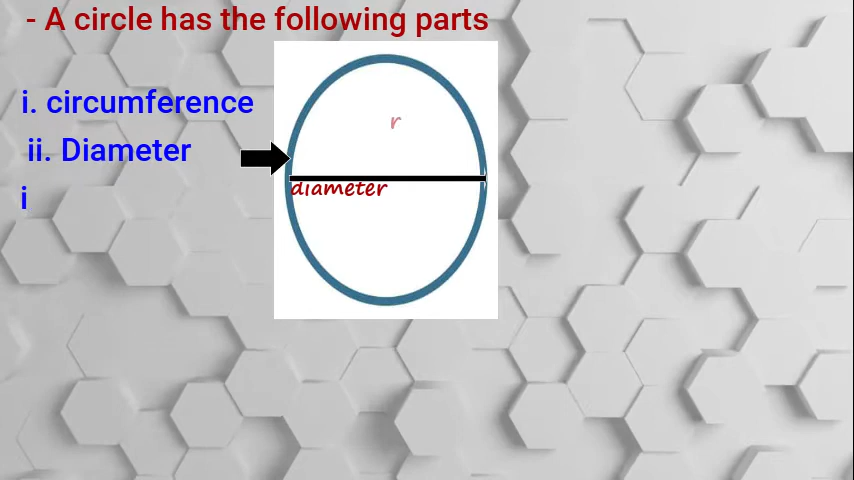 - A circle has the following parts
i. circumference
ii. Diameter
i
r
diameter